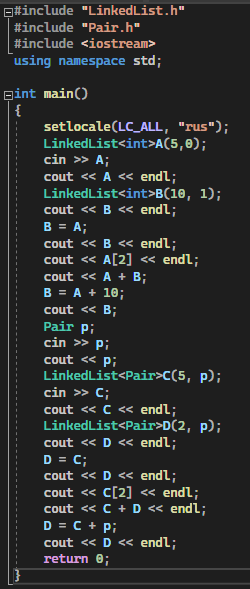 #include "LinkedList.h"
#include "Pair.h"
#include <iostream>
using namespace std;
int main()
{
setlocale(LC_ALL, "rus");
LinkedList<int>A(5,0);
cin >> A;
cout << A << endl;
LinkedList<int>B(10, 1);
cout << B << endl;
B = A;
cout << B << endl;
cout << A[2] << endl;
cout << A + B;
B = A + 10;
cout << B;
Pair p;
cin >> p;
cout << p;
LinkedList<Pair>C(5, p);
cin >> C;
cout << C << endl;
LinkedList<Pair>D(2, p);
cout << D << endl;
D = C;
cout << D << endl;
cout << C[2] << endl;
cout << C + D << endl;
D = C + p;
cout << D << endl;
return 0;
}